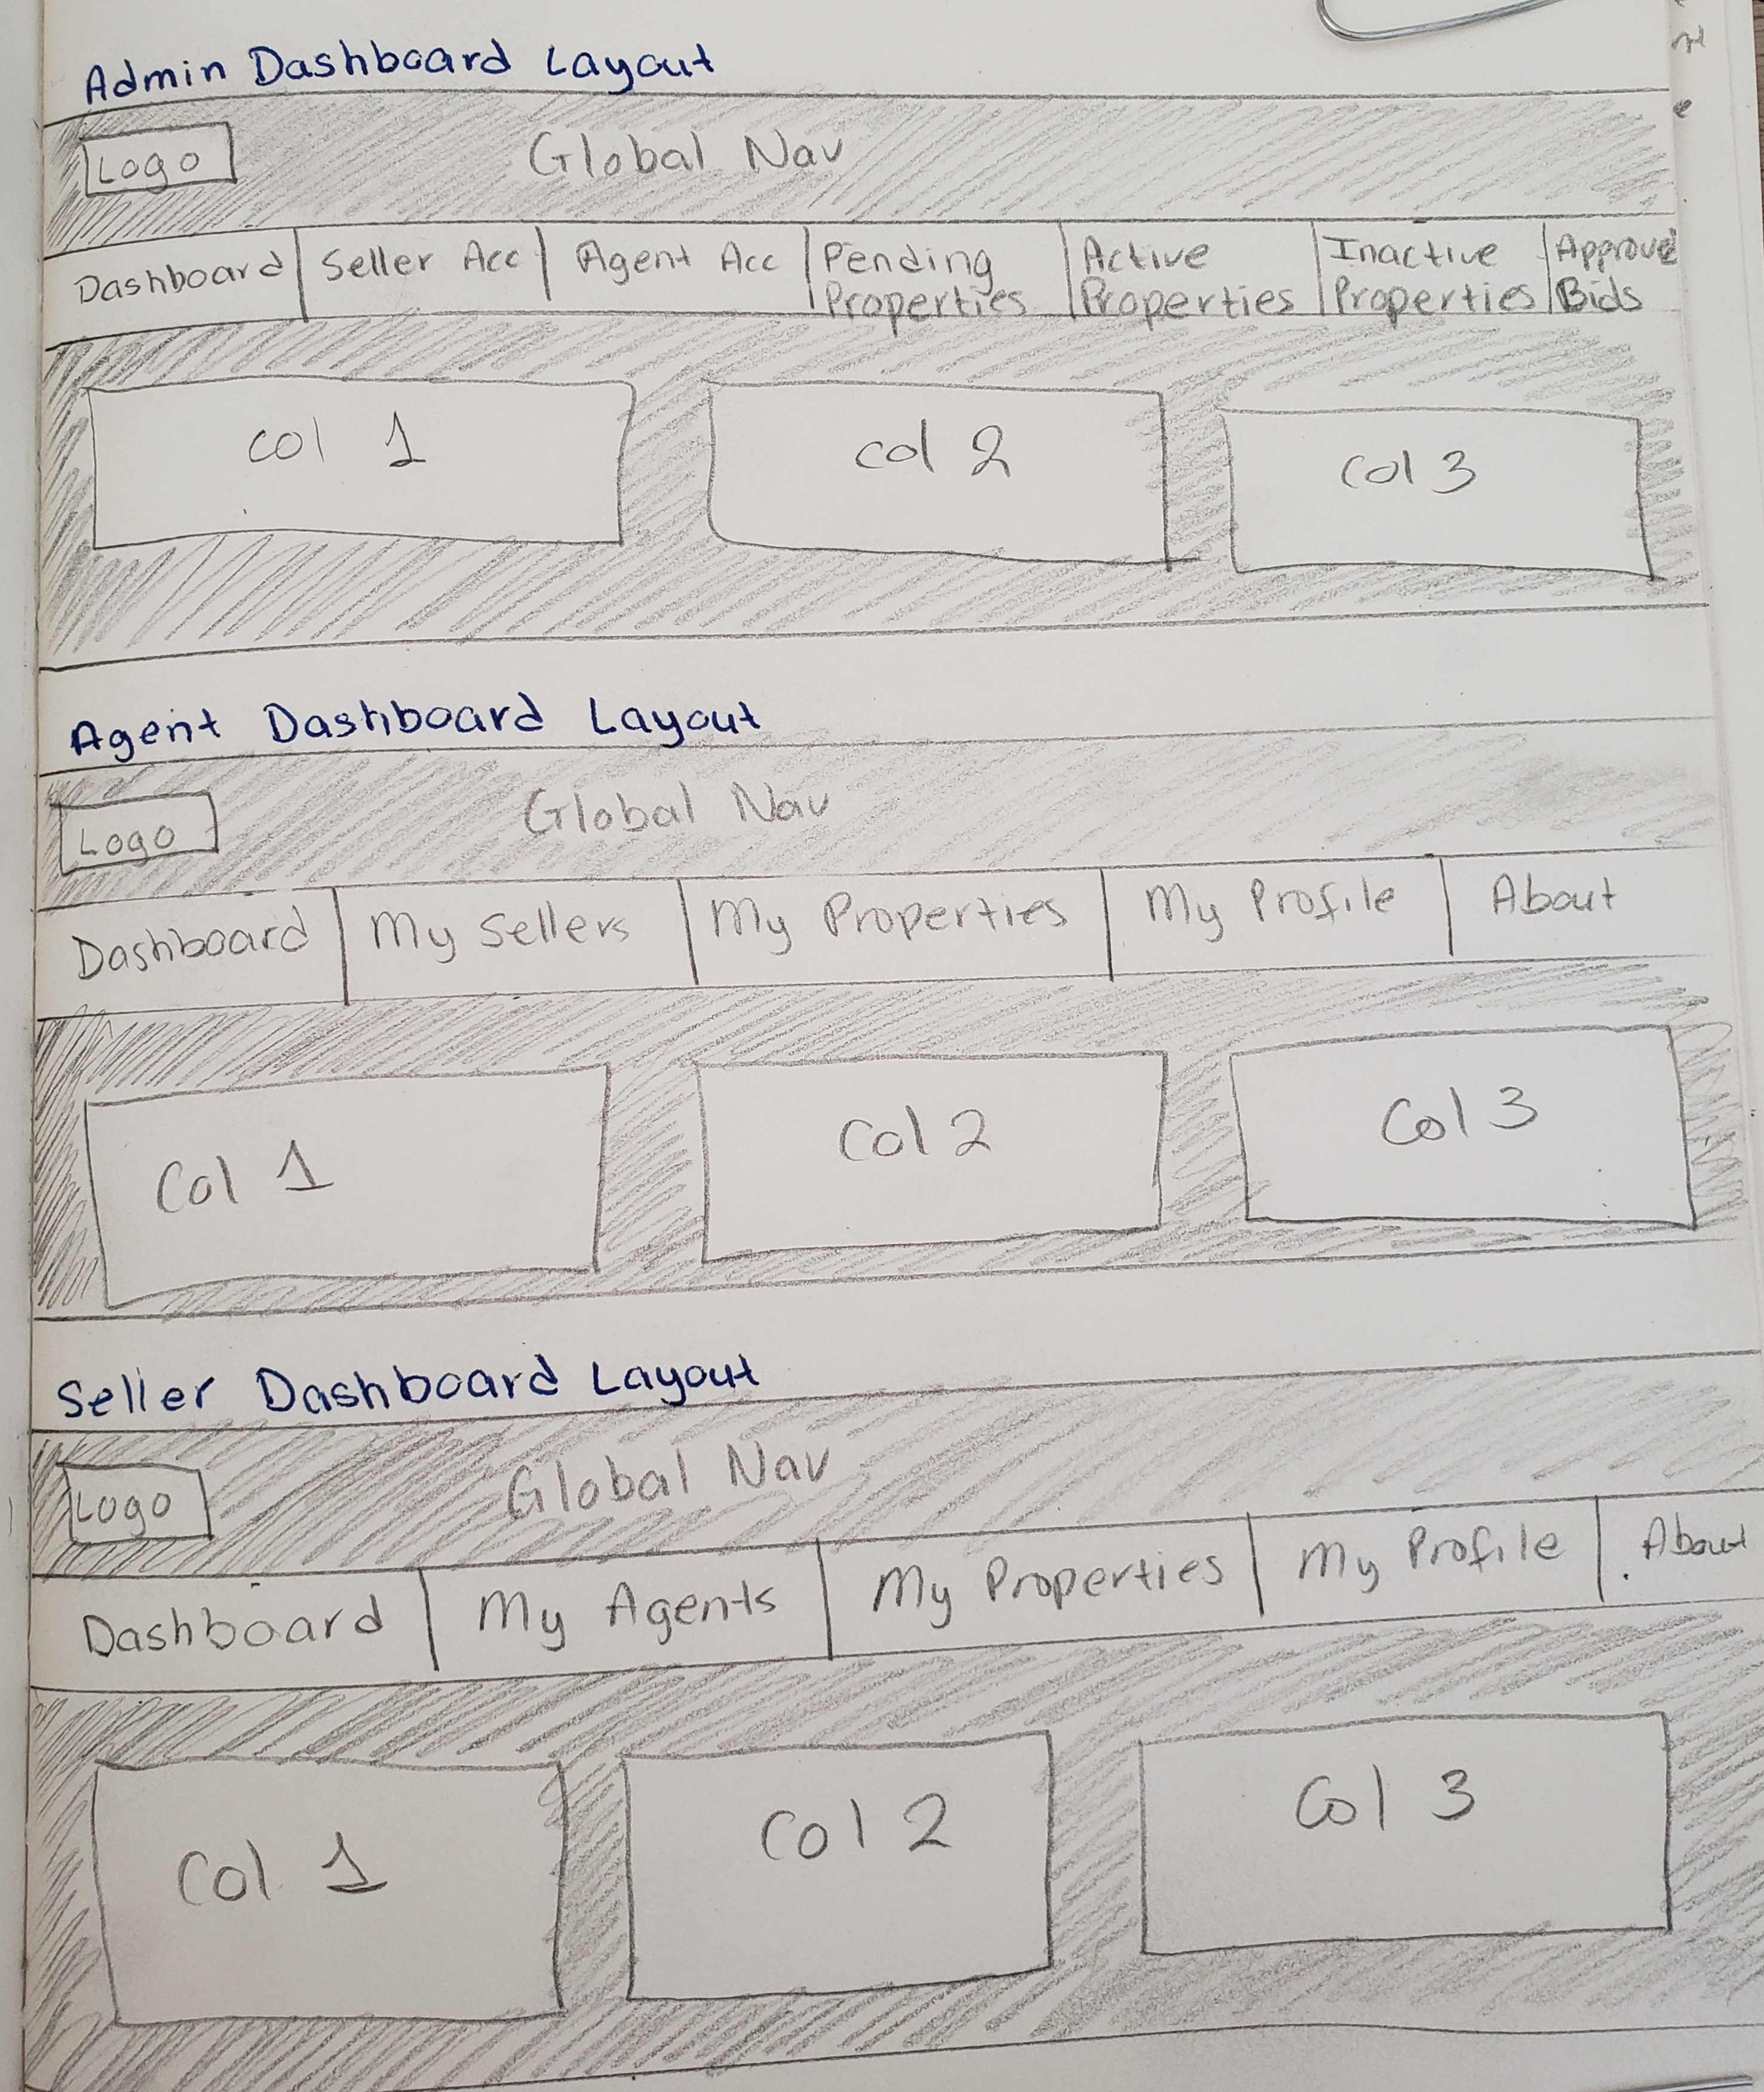 Admin Dashboard Layout
Logo
Global Nav
Dashboard
Seller Acc
Agent Acc
Pending
Properties
Active
Properties
Inactive
Properties
Approved
Bids
col 1
col 2
col 3
Agent Dashboard Layout
Logo
Global Nav
Dashboard
My Sellers
My Properties
My Profile
About
Col 1
Col 2
Col 3
Seller Dashboard Layout
Logo
Global Nav
Dashboard
My Agents
My Properties
My Profile
About
Col 1
Col 2
Col 3